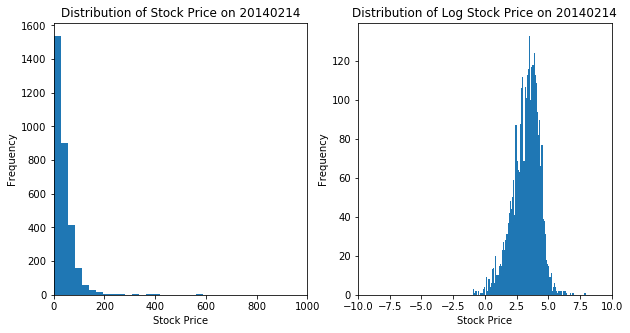 Distribution of Stock Price on 20140214
1600
1400
1200
1000
800
600
400
200
0
Frequency
0 200 400 600 800 1000
Stock Price
Distribution of Log Stock Price on 20140214
120
100
80
60
40
20
0
Frequency
−10.0 −7.5 −5.0 −2.5 0.0 2.5 5.0 7.5 10.0
Stock Price